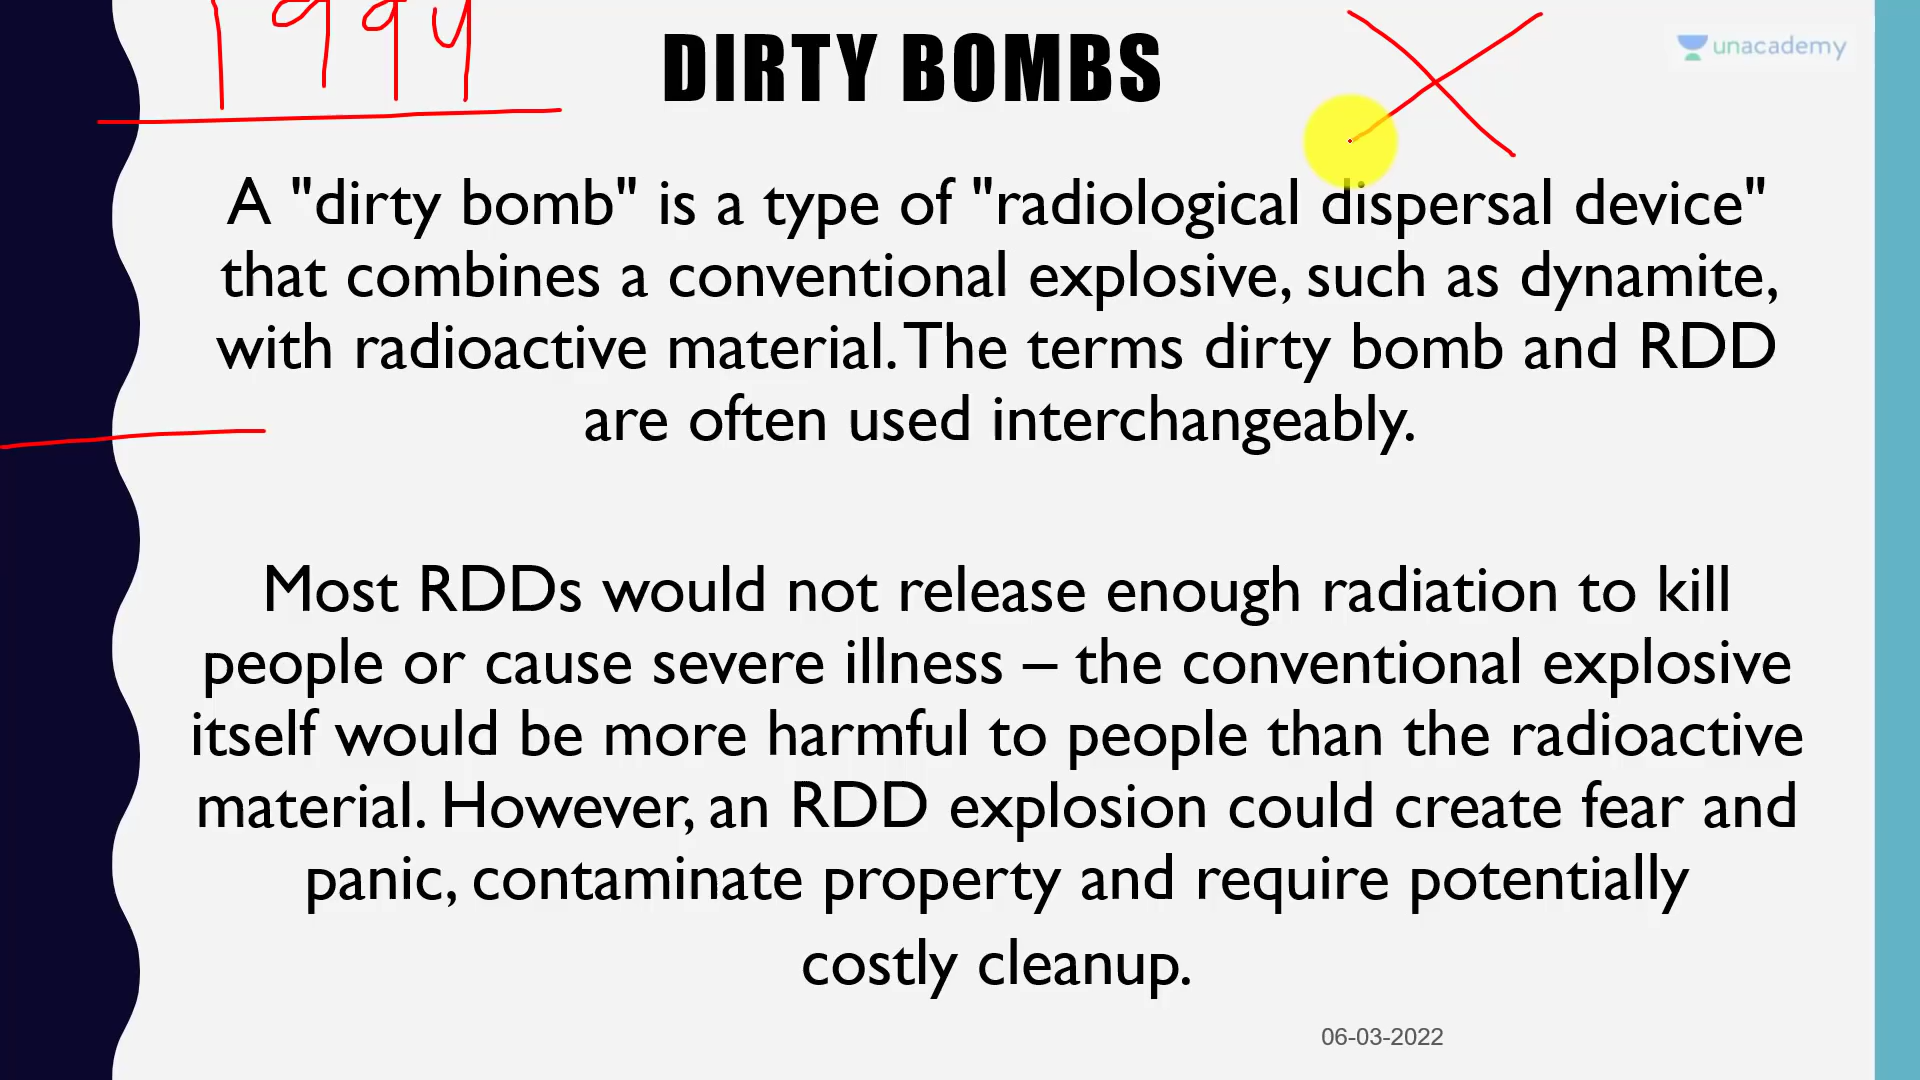 1994
DIRTY BOMBS
unacademy
A "dirty bomb" is a type of "radiological dispersal device"
that combines a conventional explosive, such as dynamite,
with radioactive material. The terms dirty bomb and RDD
are often used interchangeably.
Most RDDs would not release enough radiation to kill
people or cause severe illness – the conventional explosive
itself would be more harmful to people than the radioactive
material. However, an RDD explosion could create fear and
panic, contaminate property and require potentially
costly cleanup.
06-03-2022